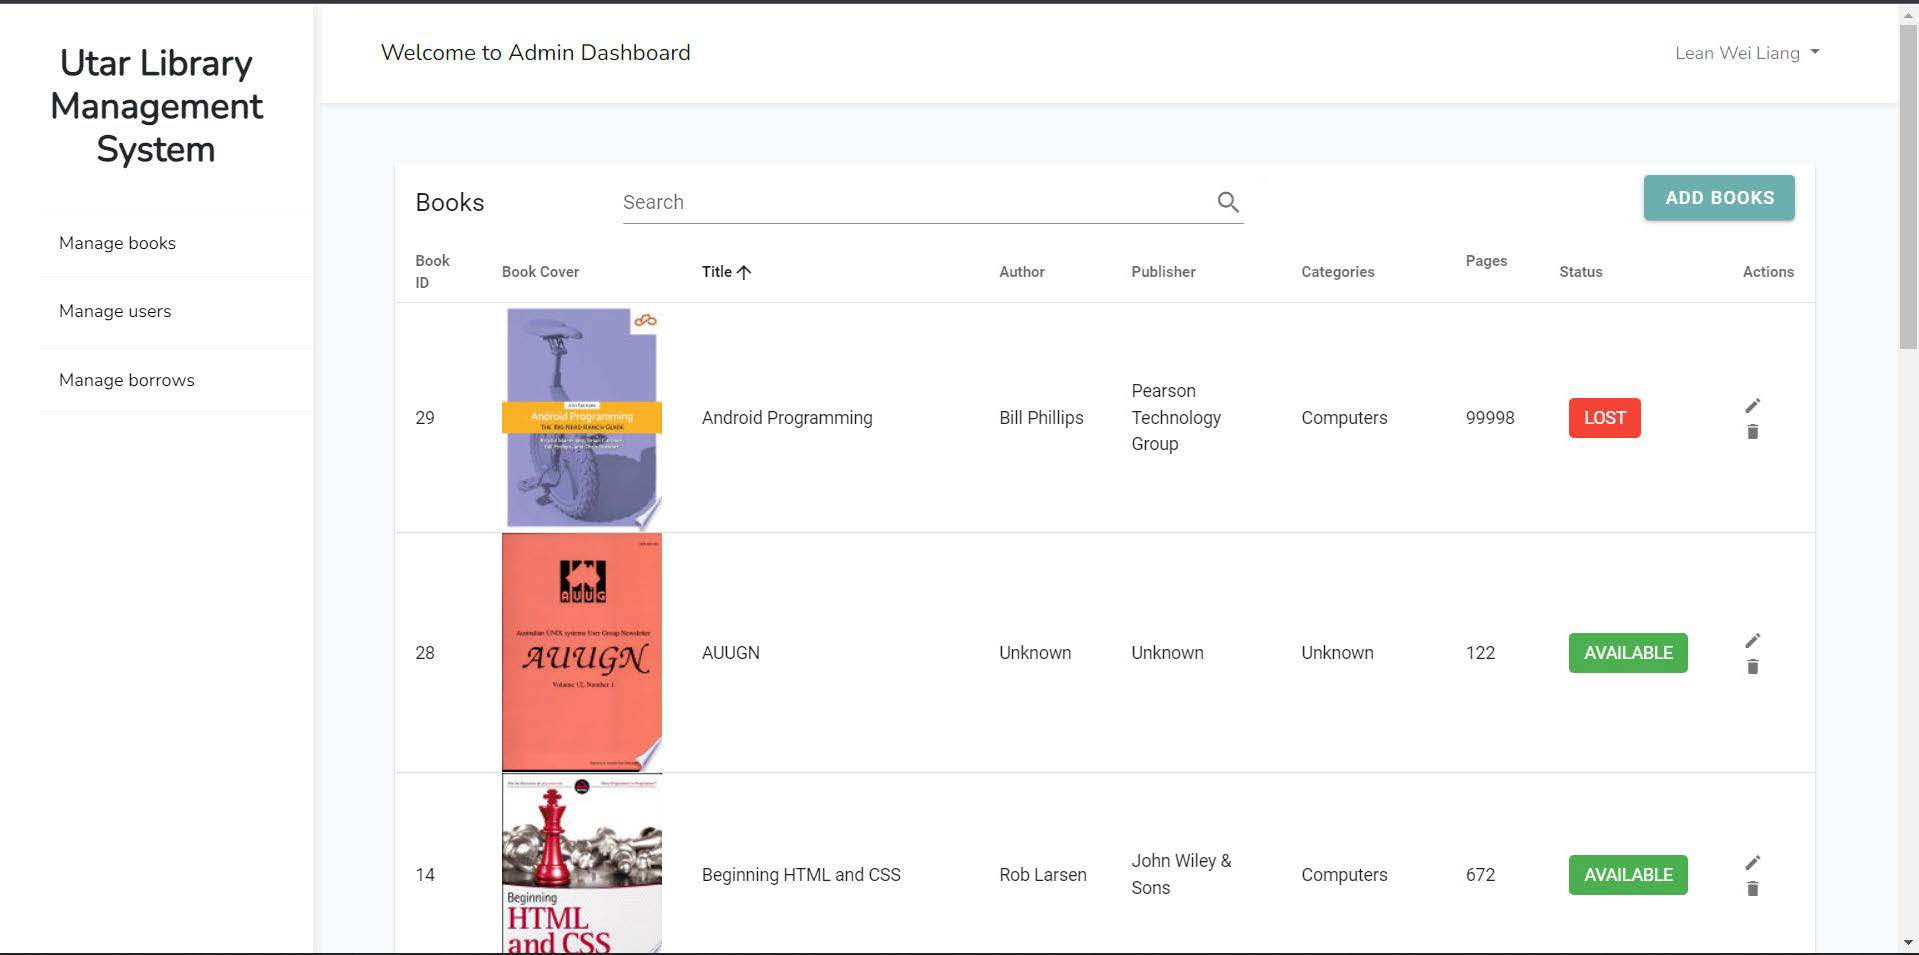 Utar Library
Management
System
Manage books
Manage users
Manage borrows
Welcome to Admin Dashboard
Lean Wei Liang
Books
Search
ADD BOOKS
Book ID
Book Cover
Title
Author
Publisher
Categories
Pages
Status
Actions
29
Android Programming
THE BIG NERD RANCH GUIDE
Android Programming
Bill Phillips
Pearson
Technology
Group
Computers
99998
LOST
28
AUUG
Australian UNIX systems User Group Newsletter
AUUGN
Volume 12, Number 1
AUUGN
Unknown
Unknown
Unknown
122
AVAILABLE
14
Beginning
HTML
and CSS
Beginning HTML and CSS
Rob Larsen
John Wiley &
Sons
Computers
672
AVAILABLE